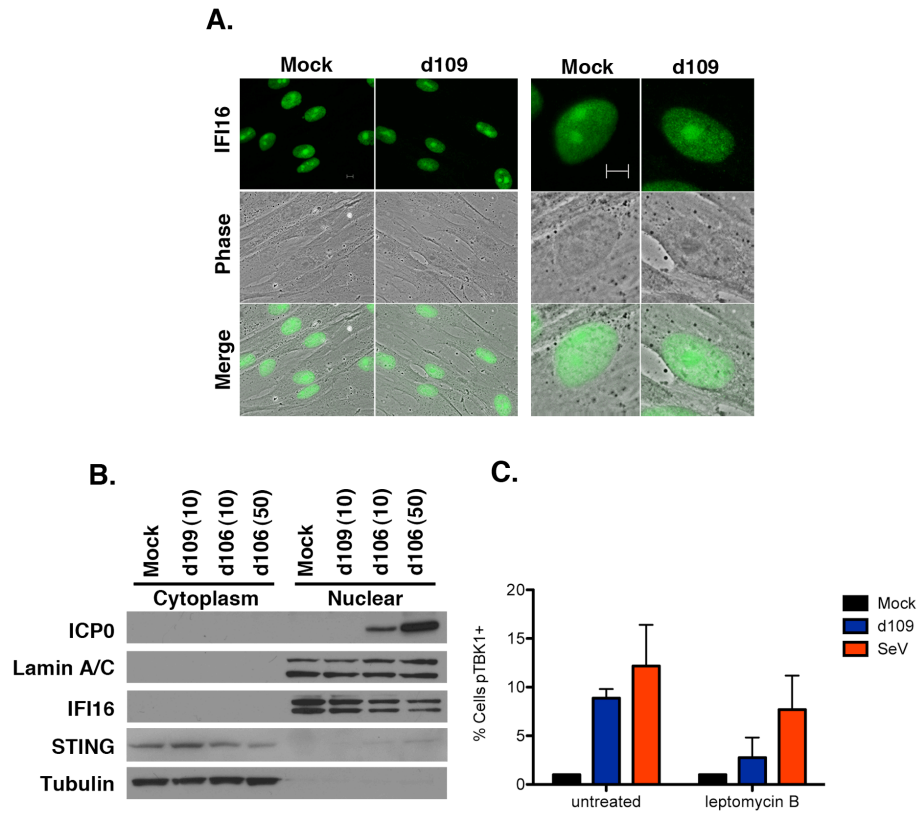 A.
Mock d109 Mock d109
IFI16
Phase
Merge
B.
Mock
d109 (10)
d106 (10)
d106 (50)
Mock
d109 (10)
d106 (10)
d106 (50)
Cytoplasm Nuclear
ICP0
Lamin A/C
IFI16
STING
Tubulin
C.
% Cells pTBK1+
20
15
10
5
0
untreated leptomycin B
Mock
d109
SeV